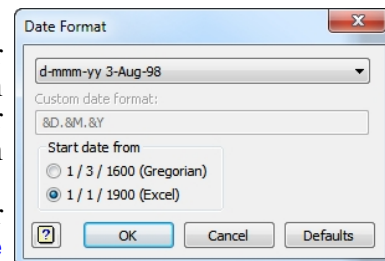 Date Format
d-mmm-yy 3-Aug-98
Custom date format:
&D.&M.&Y
Start date from
1 / 3 / 1600 (Gregorian)
1 / 1 / 1900 (Excel)
? OK Cancel Defaults